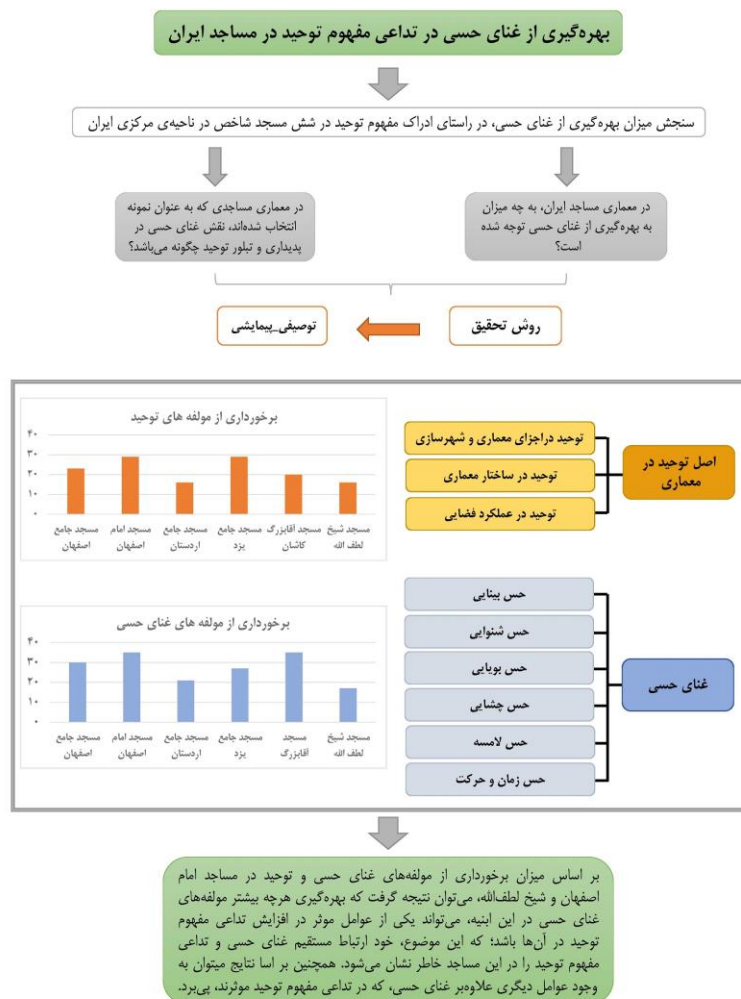 بهره‌گیری از غنای حسی در تداعی مفهوم توحید در مساجد ایران
سنجش میزان بهره‌گیری از غنای حسی، در راستای ادراک مفهوم توحید در شش مسجد شاخص در ناحیه‌ی مرکزی ایران
در معماری مساجد ایران، به چه میزان
به بهره‌گیری از غنای حسی توجه شده
است؟
در معماری مساجدی که به عنوان نمونه
انتخاب شده‌اند، نقش غنای حسی در
پدیداری و تبلور توحید چگونه می‌باشد؟
روش تحقیق
توصیفی_پیمایشی
اصل توحید در
معماری
توحید دراجزای معماری و شهرسازی
توحید در ساختار معماری
توحید در عملکرد فضایی
برخورداری از مولفه های توحید
۴۰
۳۰
۲۰
۱۰
۰
مسجد شیخ مسجد آقابزرگ مسجد جامع مسجد جامع مسجد امام مسجد جامع
لطف الله کاشان یزد اردستان اصفهان اصفهان
غنای حسی
حس بینایی
حس شنوایی
حس بویایی
حس چشایی
حس لامسه
حس زمان و حرکت
برخورداری از مولفه های غنای حسی
۴۰
۳۰
۲۰
۱۰
۰
مسجد شیخ مسجد مسجد جامع مسجد جامع مسجد امام مسجد جامع
لطف الله آقابزرگ یزد اردستان اصفهان اصفهان
بر اساس میزان برخورداری از مولفه‌های غنای حسی و توحید در مساجد امام
اصفهان و شیخ لطف‌الله، می‌توان نتیجه گرفت که بهره‌گیری هرچه بیشتر مولفه‌های
غنای حسی در این ابنیه، می‌تواند یکی از عوامل موثر در افزایش تداعی مفهوم
توحید در آن‌ها باشد؛ که این موضوع، خود ارتباط مستقیم غنای حسی و تداعی
مفهوم توحید را در این مساجد خاطر نشان می‌شود. همچنین بر اسا نتایج میتوان به
وجود عوامل دیگری علاوه‌بر غنای حسی، که در تداعی مفهوم توحید موثرند، پی‌برد.